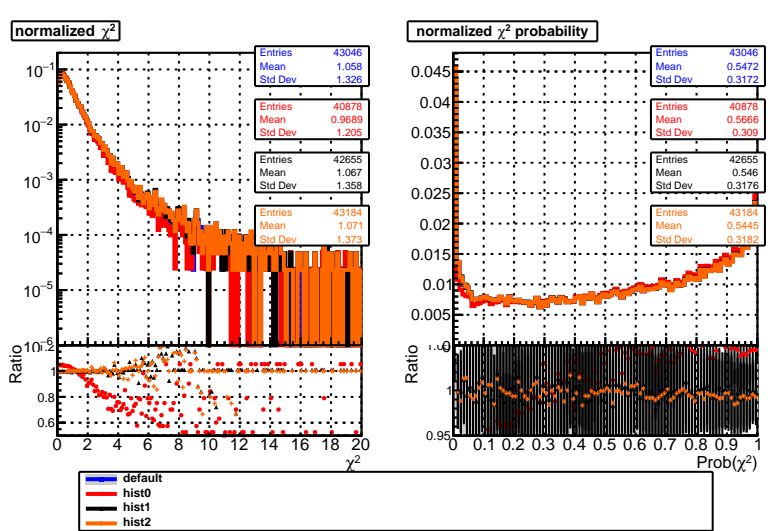 normalized χ²
Entries 43046
Mean 1.058
Std Dev 1.326
Entries 40878
Mean 0.9689
Std Dev 1.205
Entries 42655
Mean 1.067
Std Dev 1.358
Entries 43184
Mean 1.071
Std Dev 1.373
10⁻¹
10⁻²
10⁻³
10⁻⁴
10⁻⁵
Ratio
1
0.8
0.6
0 2 4 6 8 10 12 14 16 18 20
χ²
normalized χ² probability
Entries 43046
Mean 0.5472
Std Dev 0.3172
Entries 40878
Mean 0.5666
Std Dev 0.309
Entries 42655
Mean 0.546
Std Dev 0.3176
Entries 43184
Mean 0.5445
Std Dev 0.3182
0.045
0.04
0.035
0.03
0.025
0.02
0.015
0.01
0.005
Ratio
1
0.95
0 0.1 0.2 0.3 0.4 0.5 0.6 0.7 0.8 0.9 1
Prob(χ²)
default
hist0
hist1
hist2